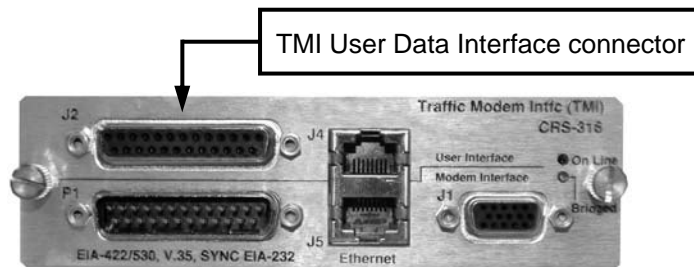 TMI User Data Interface connector
Traffic Modem Intfc (TMI)
CRS-316
J2
J4
User Interface
On Line
Modem Interface
P1
J1
Bridged
J5
EIA-422/530, V.35, SYNC EIA-232
Ethernet